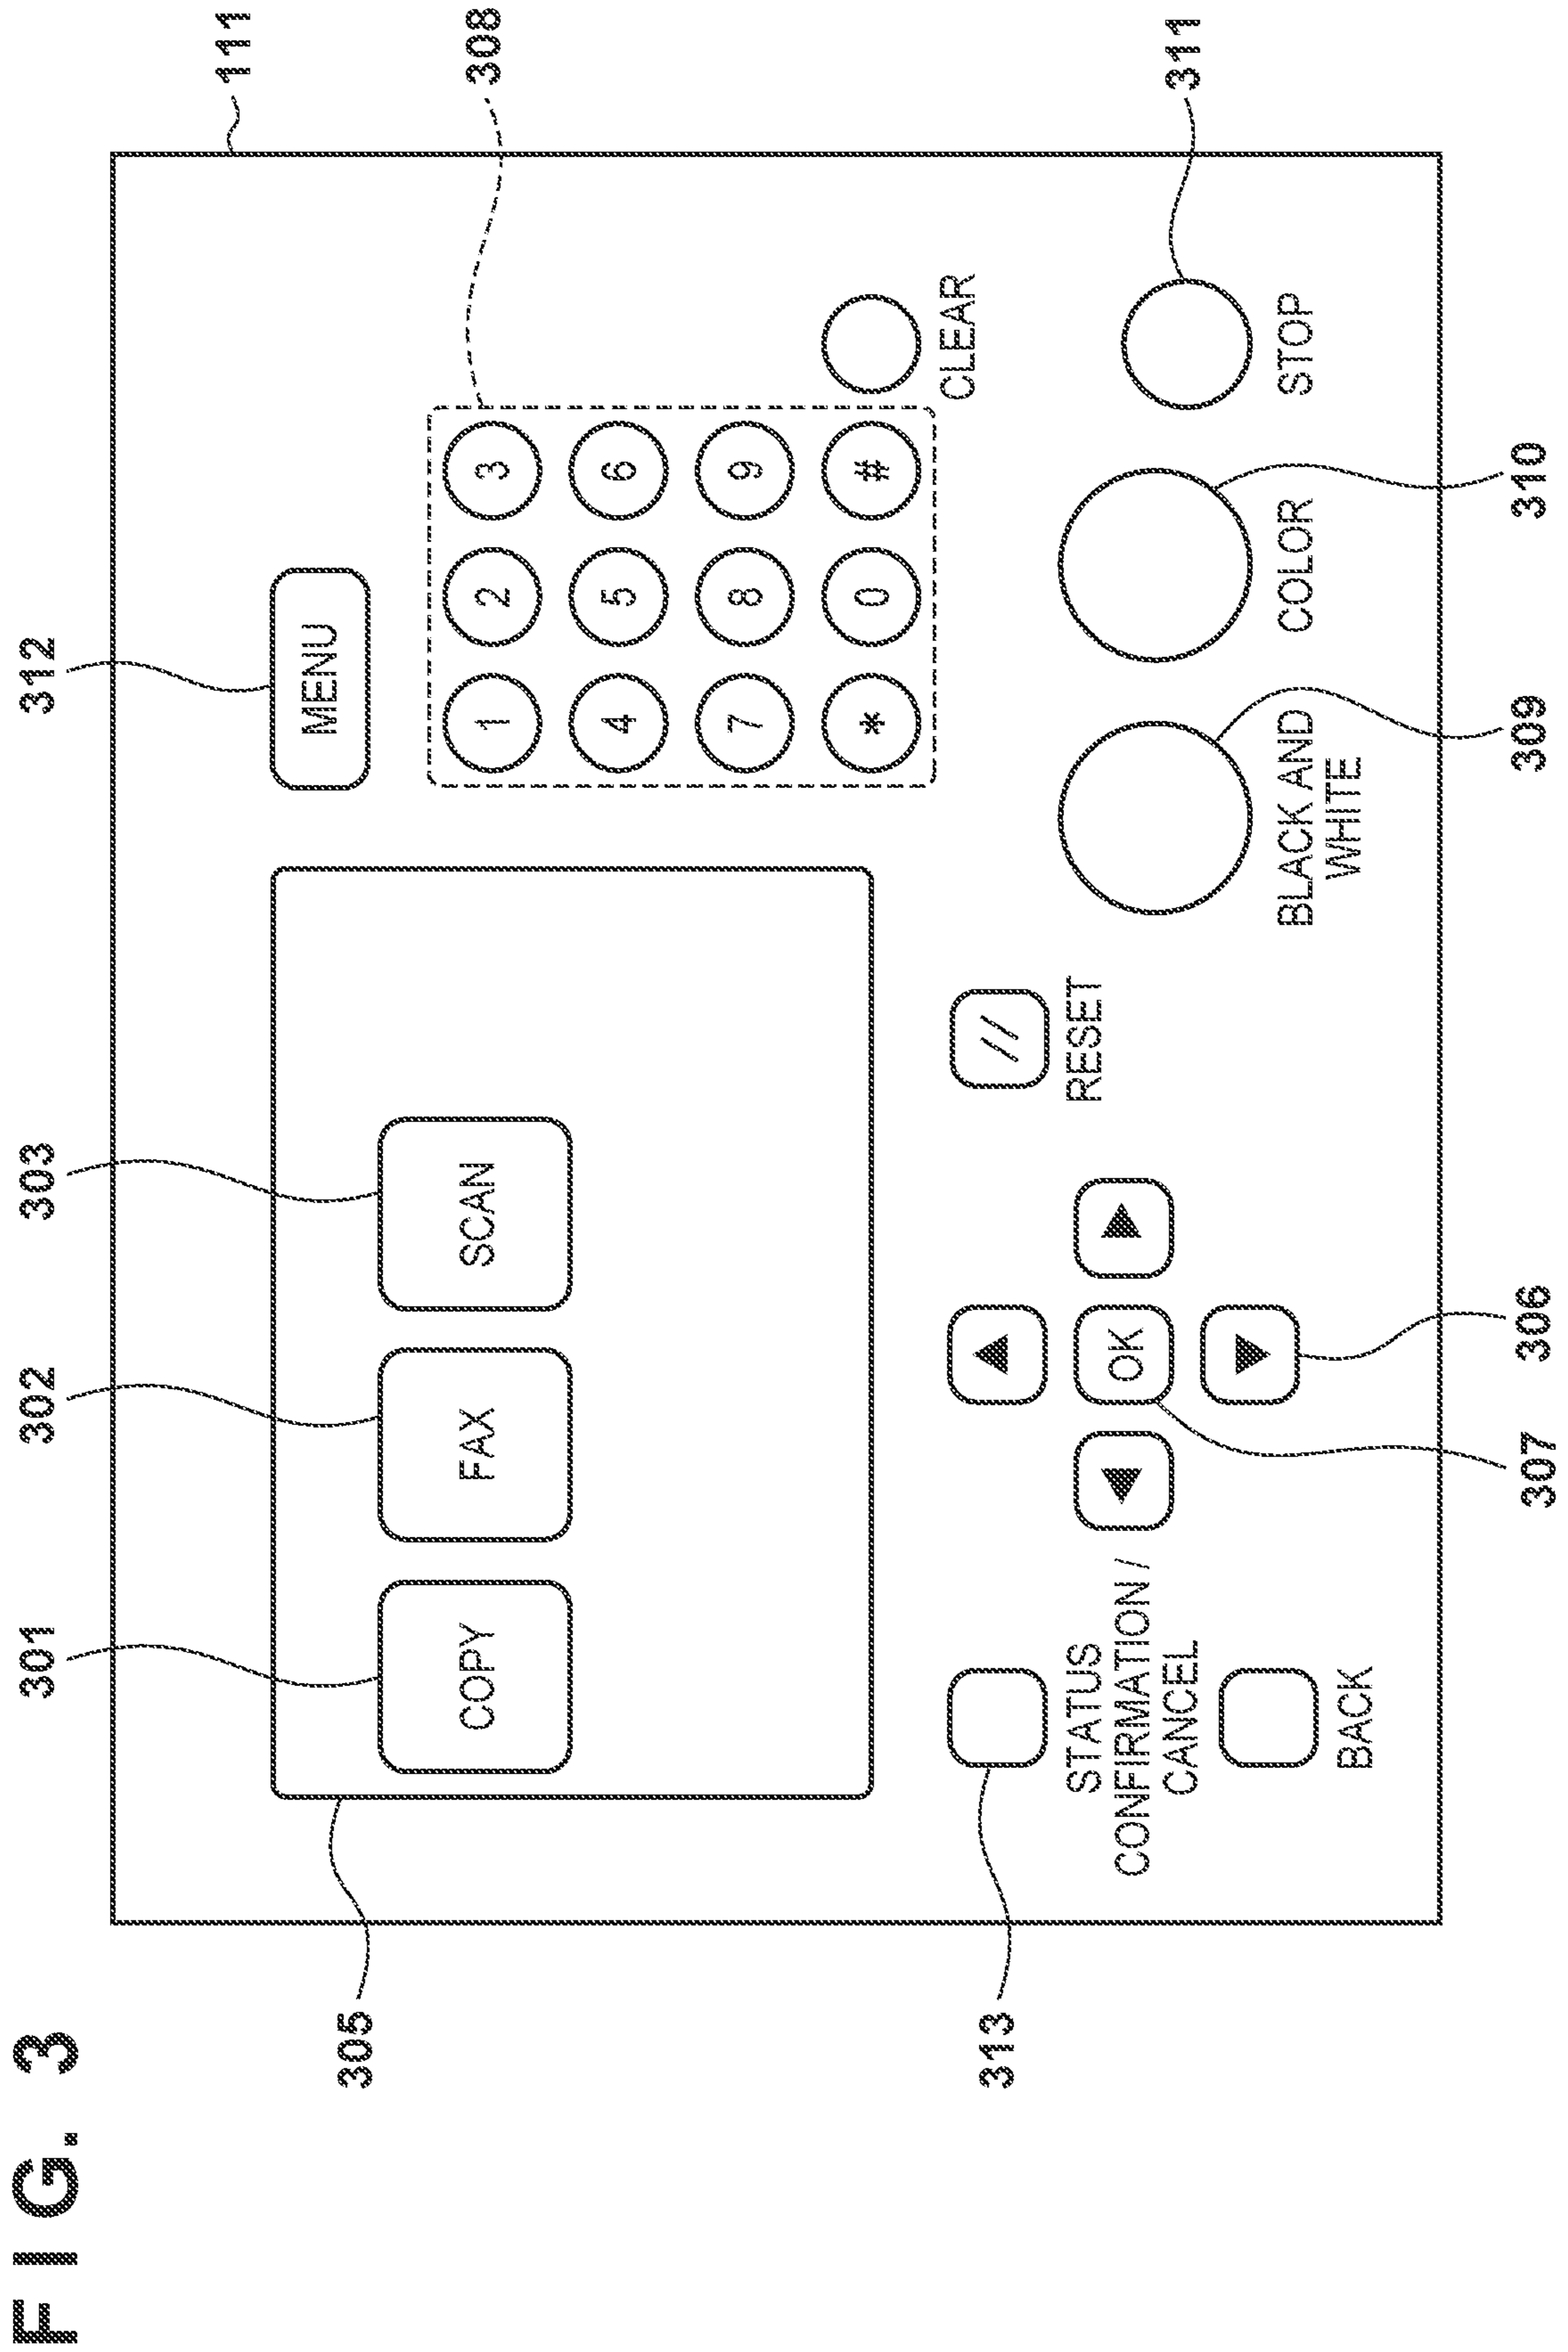 FIG. 3
301
302
303
312
111
305
COPY
FAX
SCAN
MENU
308
1
2
3
4
5
6
7
8
9
*
0
#
CLEAR
313
STATUS
CONFIRMATION /
CANCEL
BACK
OK
//
RESET
BLACK AND
WHITE
COLOR
STOP
311
307
306
309
310